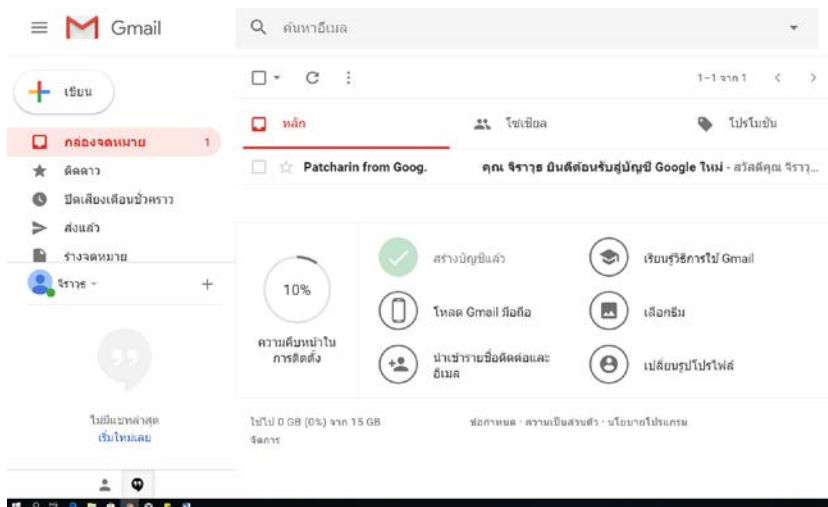 Gmail
ค้นหาอีเมล
เขียน
1–1 จาก 1
กล่องจดหมาย 1
หลัก
โซเชียล
โปรโมชัน
ติดดาว
Patcharin from Goog. คุณ จิราวุธ ยินดีต้อนรับสู่บัญชี Google ใหม่ - สวัสดีคุณ จิราวุ...
ปิดเสียงเตือนชั่วคราว
ส่งแล้ว
ร่างจดหมาย
จิราวุธ
10%
ความคืบหน้าใน
การติดตั้ง
สร้างบัญชีแล้ว
เรียนรู้วิธีการใช้ Gmail
โหลด Gmail มือถือ
เลือกธีม
นำเข้ารายชื่อติดต่อและ
อีเมล
เปลี่ยนรูปโปรไฟล์
ไม่มีแชทล่าสุด
เริ่มใหม่เลย
ใช้ไป 0 GB (0%) จาก 15 GB
จัดการ
ข้อกำหนด · ความเป็นส่วนตัว · นโยบายโปรแกรม